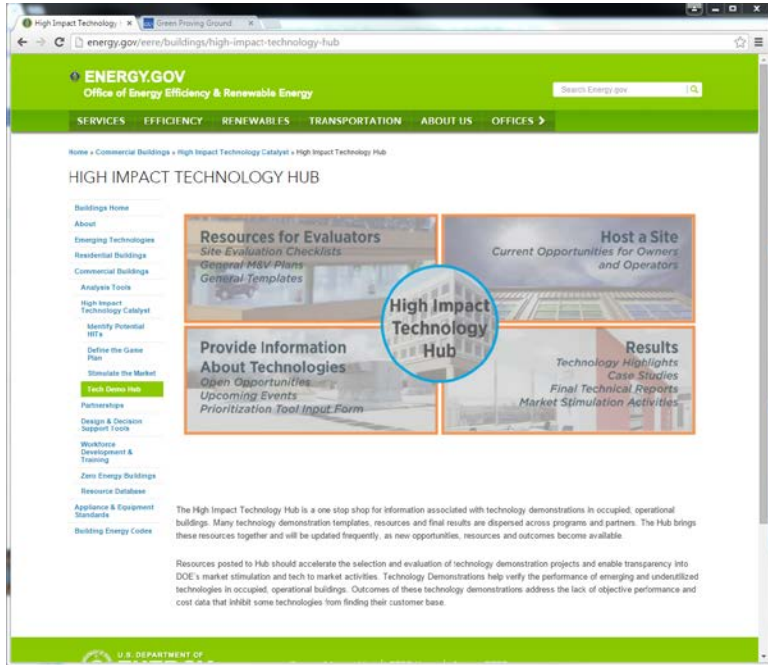 High Impact Technology
Green Proving Ground
energy.gov/eere/buildings/high-impact-technology-hub
ENERGY.GOV
Office of Energy Efficiency & Renewable Energy
Search Energy.gov
SERVICES EFFICIENCY RENEWABLES TRANSPORTATION ABOUT US OFFICES >
Home » Commercial Buildings » High Impact Technology Catalyst » High Impact Technology Hub
HIGH IMPACT TECHNOLOGY HUB
Buildings Home
About
Emerging Technologies
Residential Buildings
Commercial Buildings
Analysis Tools
High Impact
Technology Catalyst
Identify Potential
HITs
Define the Game
Plan
Stimulate the Market
Tech Demo Hub
Partnerships
Design & Decision
Support Tools
Workforce
Development &
Training
Zero Energy Buildings
Resource Database
Appliance & Equipment
Standards
Building Energy Codes
Resources for Evaluators
Site Evaluation Checklists
General M&V Plans
General Templates
Host a Site
Current Opportunities for Owners
and Operators
High Impact
Technology
Hub
Provide Information
About Technologies
Open Opportunities
Upcoming Events
Prioritization Tool Input Form
Results
Technology Highlights
Case Studies
Final Technical Reports
Market Stimulation Activities
The High Impact Technology Hub is a one stop shop for information associated with technology demonstrations in occupied, operational
buildings. Many technology demonstration templates, resources and final results are dispersed across programs and partners. The Hub brings
these resources together and will be updated frequently, as new opportunities, resources and outcomes become available.
Resources posted to Hub should accelerate the selection and evaluation of technology demonstration projects and enable transparency into
DOE's market stimulation and tech to market activities. Technology Demonstrations help verify the performance of emerging and underutilized
technologies in occupied, operational buildings. Outcomes of these technology demonstrations address the lack of objective performance and
cost data that inhibit some technologies from finding their customer base.
U.S. DEPARTMENT OF